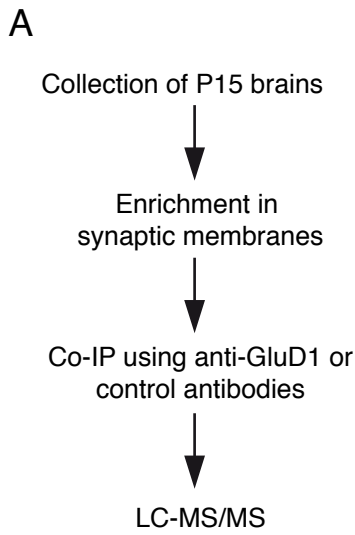 A
Collection of P15 brains
Enrichment in
synaptic membranes
Co-IP using anti-GluD1 or
control antibodies
LC-MS/MS